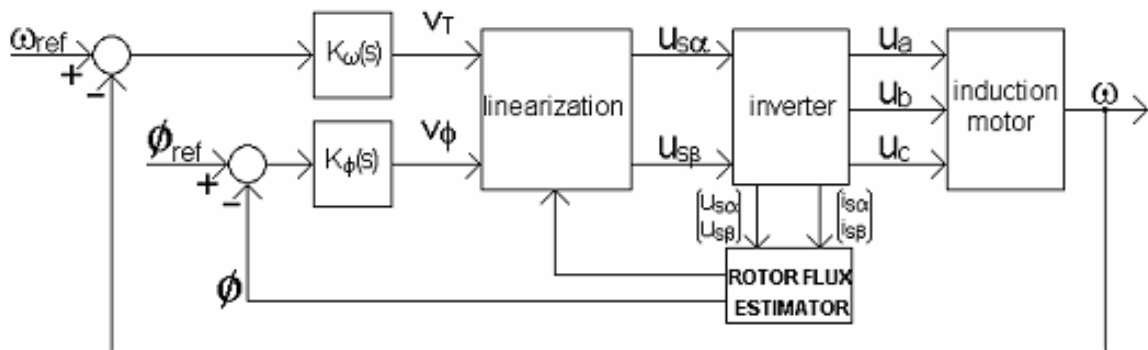 ωref
+
−
Kω(s)
vT
linearization
usα
inverter
ua
ub
uc
induction
motor
ω
ϕref
+
−
Kϕ(s)
vϕ
usβ
usα
usβ
isα
isβ
ROTOR FLUX
ESTIMATOR
ϕ